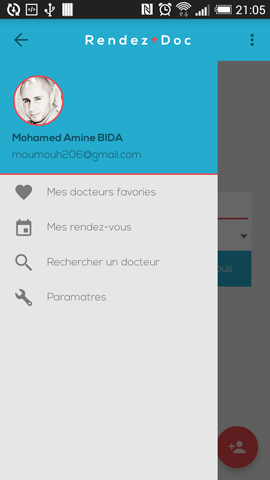 21:05
Rendez+Doc
Mohamed Amine BIDA
moumouh206@gmail.com
Mes docteurs favories
Mes rendez-vous
ous
Rechercher un docteur
Paramatres